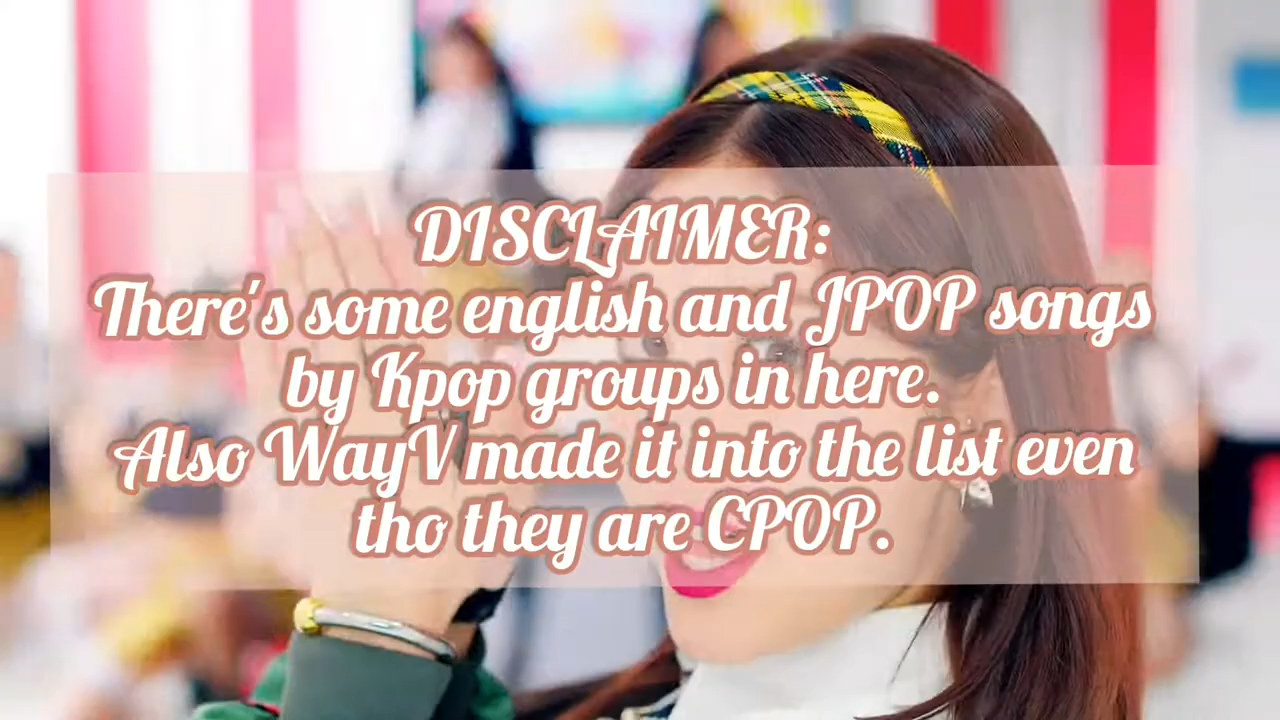 DISCLAIMER:
There's some english and JPOP songs
by Kpop groups in here.
Also WayV made it into the list even
tho they are CPOP.